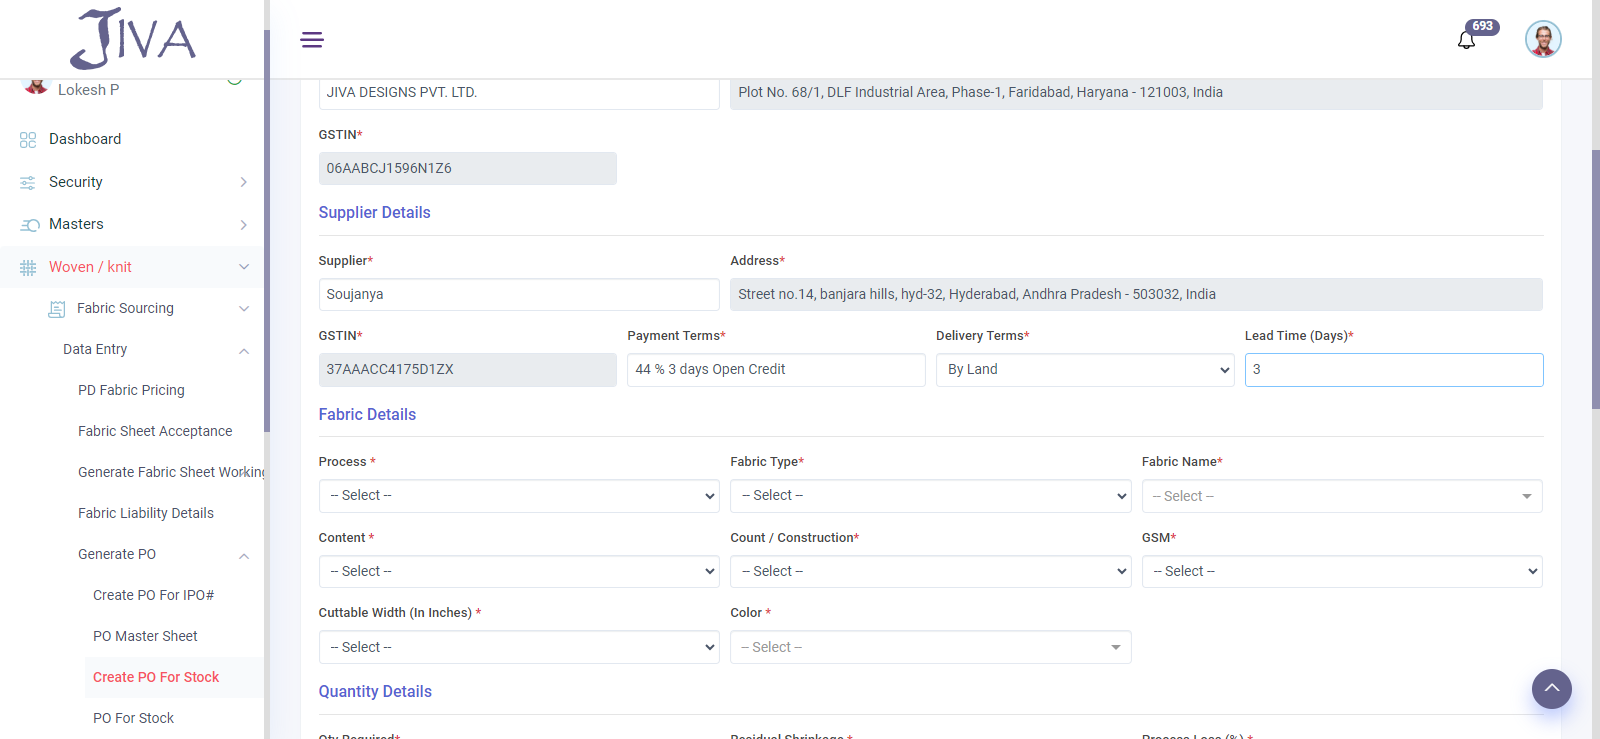 JIVA
693
Lokesh P
Dashboard
Security
Masters
Woven / knit
Fabric Sourcing
Data Entry
PD Fabric Pricing
Fabric Sheet Acceptance
Generate Fabric Sheet Working
Fabric Liability Details
Generate PO
Create PO For IPO#
PO Master Sheet
Create PO For Stock
PO For Stock
JIVA DESIGNS PVT. LTD.
Plot No. 68/1, DLF Industrial Area, Phase-1, Faridabad, Haryana - 121003, India
GSTIN*
06AABCJ1596N1Z6
Supplier Details
Supplier* Address*
Soujanya Street no.14, banjara hills, hyd-32, Hyderabad, Andhra Pradesh - 503032, India
GSTIN* Payment Terms* Delivery Terms* Lead Time (Days)*
37AAACC4175D1ZX 44 % 3 days Open Credit By Land 3
Fabric Details
Process * Fabric Type* Fabric Name*
-- Select -- -- Select -- -- Select --
Content * Count / Construction* GSM*
-- Select -- -- Select -- -- Select --
Cuttable Width (In Inches) * Color *
-- Select -- -- Select --
Quantity Details
Qty Required* Residual Shrinkage * Process Loss (%) *